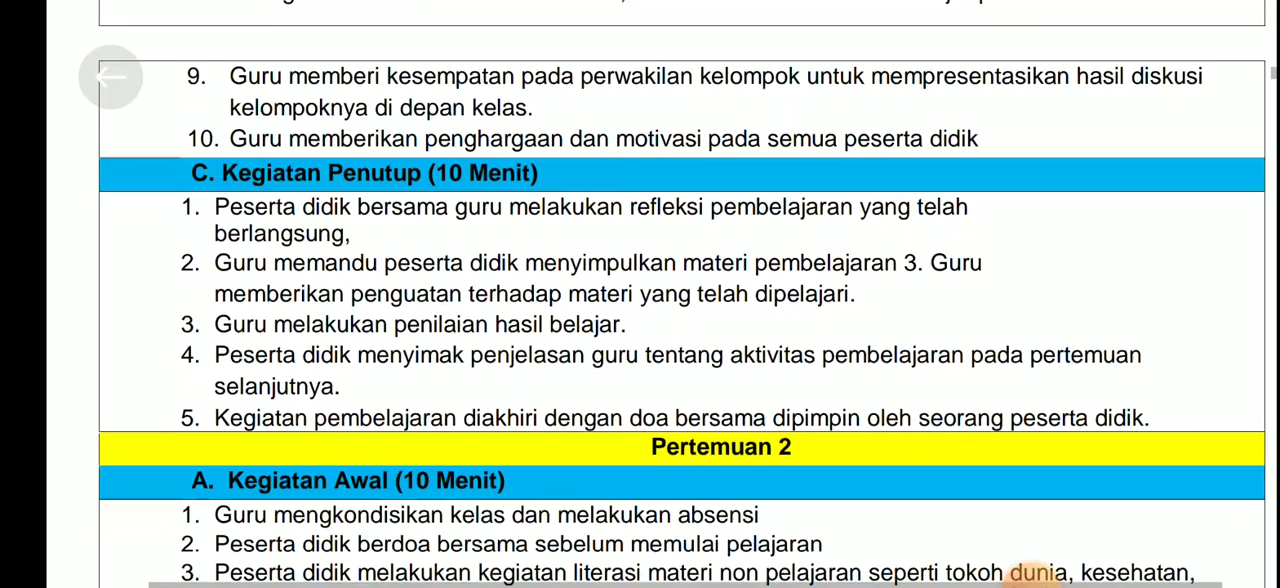 9. Guru memberi kesempatan pada perwakilan kelompok untuk mempresentasikan hasil diskusi
kelompoknya di depan kelas.
10. Guru memberikan penghargaan dan motivasi pada semua peserta didik
C. Kegiatan Penutup (10 Menit)
1. Peserta didik bersama guru melakukan refleksi pembelajaran yang telah
berlangsung,
2. Guru memandu peserta didik menyimpulkan materi pembelajaran 3. Guru
memberikan penguatan terhadap materi yang telah dipelajari.
3. Guru melakukan penilaian hasil belajar.
4. Peserta didik menyimak penjelasan guru tentang aktivitas pembelajaran pada pertemuan
selanjutnya.
5. Kegiatan pembelajaran diakhiri dengan doa bersama dipimpin oleh seorang peserta didik.
Pertemuan 2
A. Kegiatan Awal (10 Menit)
1. Guru mengkondisikan kelas dan melakukan absensi
2. Peserta didik berdoa bersama sebelum memulai pelajaran
3. Peserta didik melakukan kegiatan literasi materi non pelajaran seperti tokoh dunia, kesehatan,